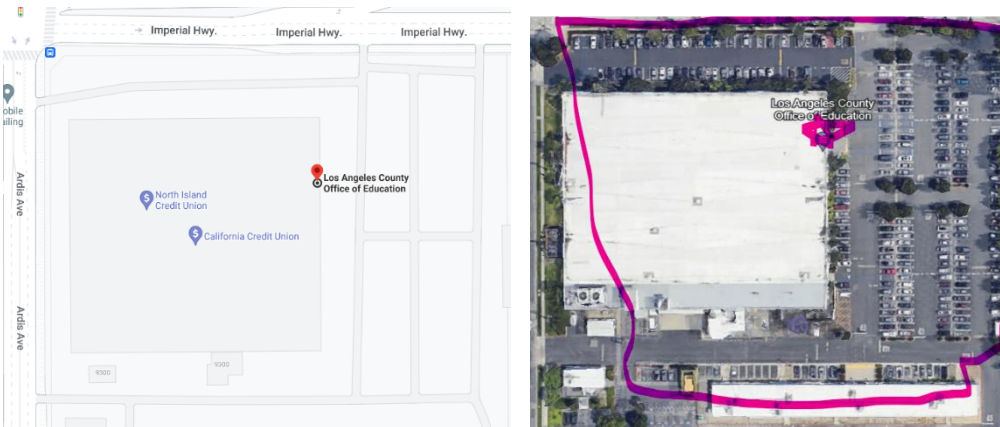 Imperial Hwy.
Imperial Hwy.
Imperial Hwy.
obile
ailing
Ardis Ave
North Island
Credit Union
California Credit Union
Los Angeles County
Office of Education
Ardis Ave
9300
9300
Los Angeles County
Office of Education